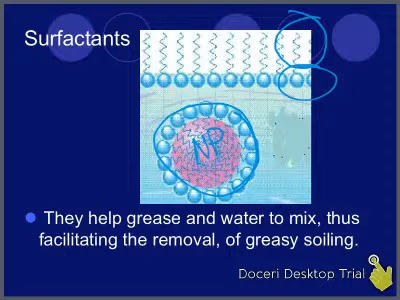 Surfactants
NP
They help grease and water to mix, thus
facilitating the removal, of greasy soiling.
Doceri Desktop Trial